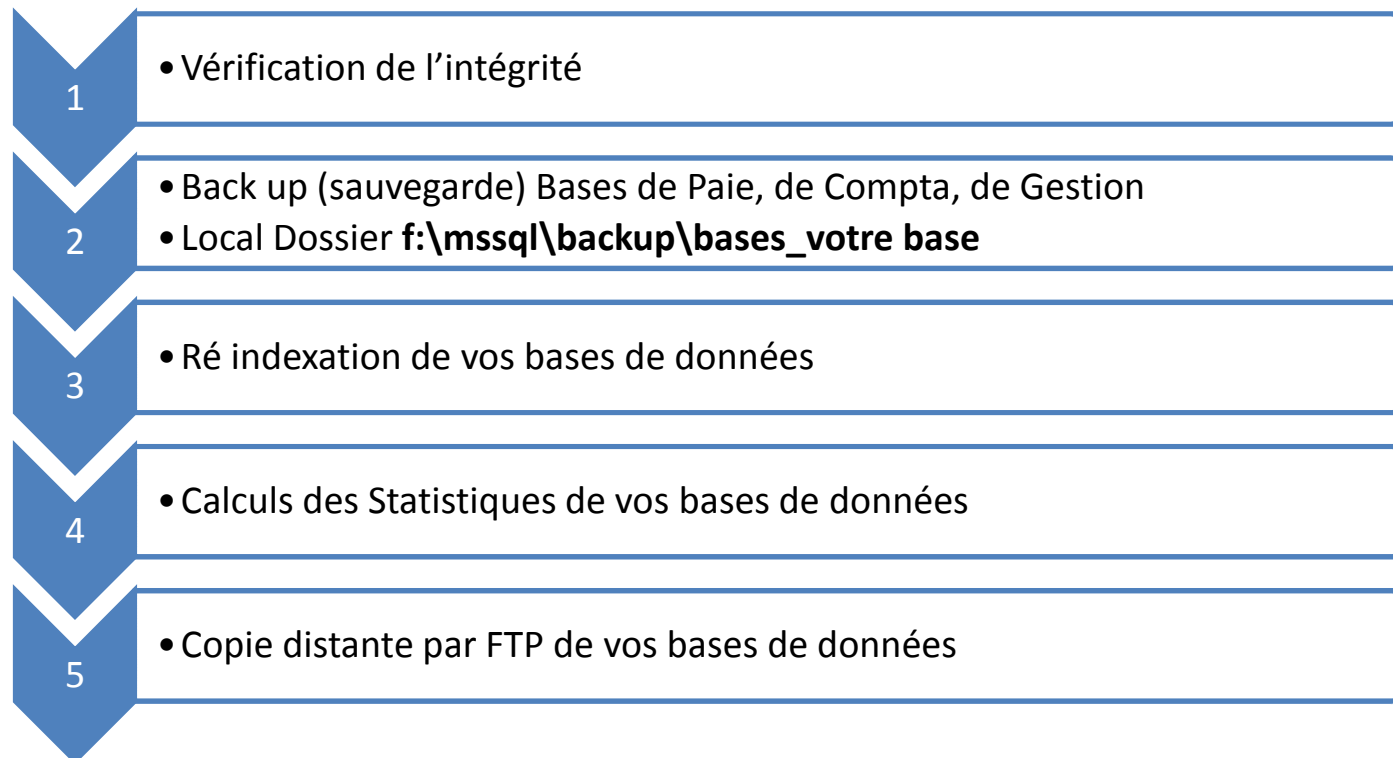 1
•Vérification de l’intégrité
2
•Back up (sauvegarde) Bases de Paie, de Compta, de Gestion
•Local Dossier f:\mssql\backup\bases_votre base
3
•Ré indexation de vos bases de données
4
•Calculs des Statistiques de vos bases de données
5
•Copie distante par FTP de vos bases de données